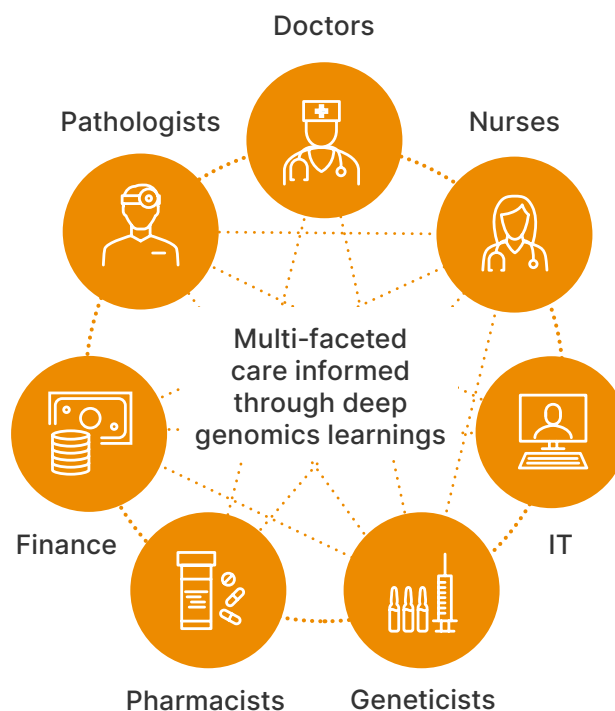 Doctors
Pathologists
Nurses
Multi-faceted
care informed
through deep
genomics learnings
Finance
IT
Pharmacists
Geneticists